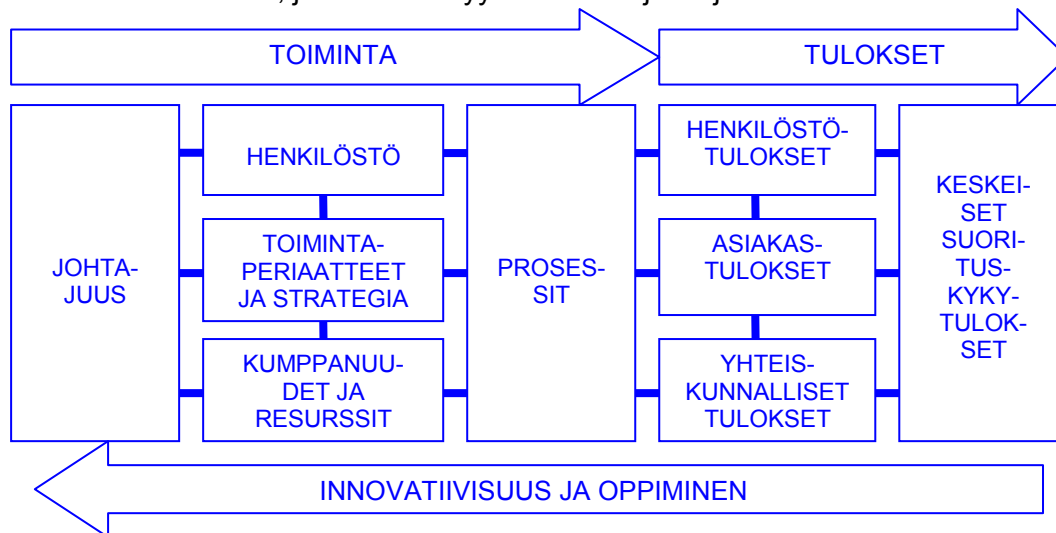 TOIMINTA
TULOKSET
JOHTA-
JUUS
HENKILÖSTÖ
TOIMINTA-
PERIAATTEET
JA STRATEGIA
KUMPPANUU-
DET JA
RESURSSIT
PROSES-
SIT
HENKILÖSTÖ-
TULOKSET
ASIAKAS-
TULOKSET
YHTEIS-
KUNNALLISET
TULOKSET
KESKEI-
SET
SUORI-
TUS-
KYKY-
TULOK-
SET
INNOVATIIVISUUS JA OPPIMINEN